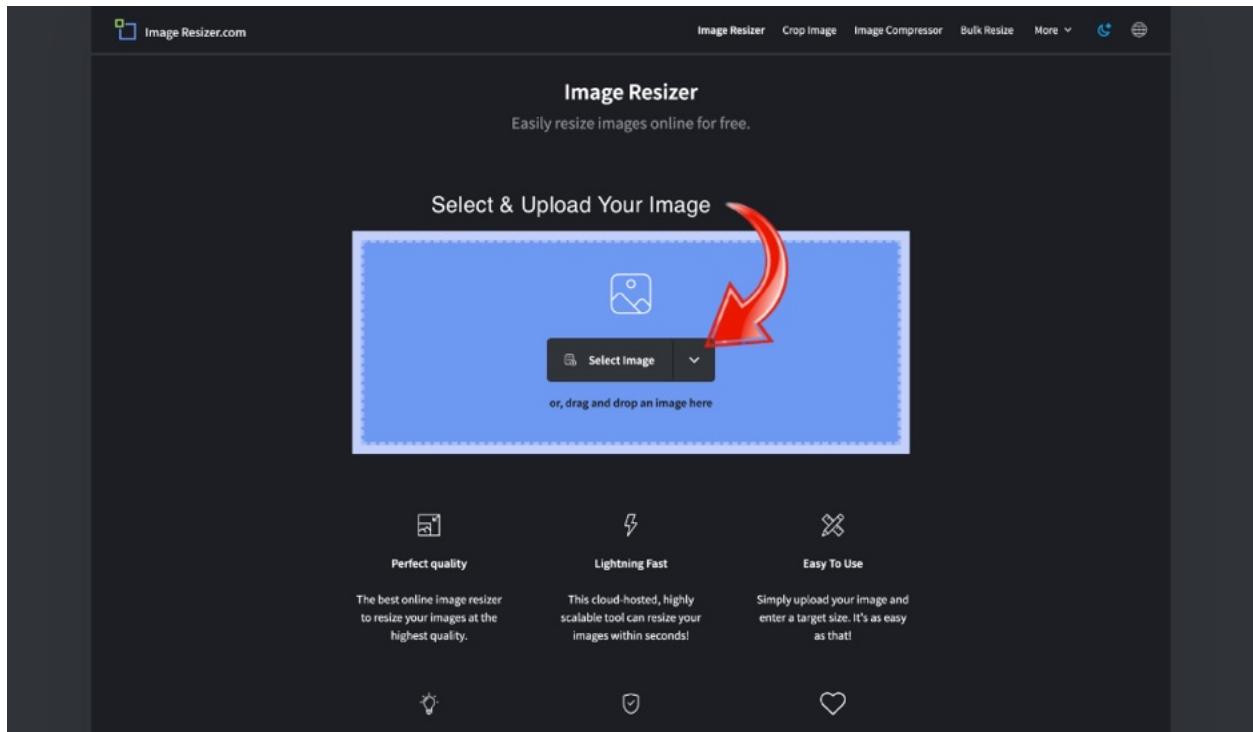 Image Resizer.com
Image Resizer Crop Image Image Compressor Bulk Resize More
Image Resizer
Easily resize images online for free.
Select & Upload Your Image
Select Image
or, drag and drop an image here
Perfect quality
The best online image resizer
to resize your images at the
highest quality.
Lightning Fast
This cloud-hosted, highly
scalable tool can resize your
images within seconds!
Easy To Use
Simply upload your image and
enter a target size. It's as easy
as that!